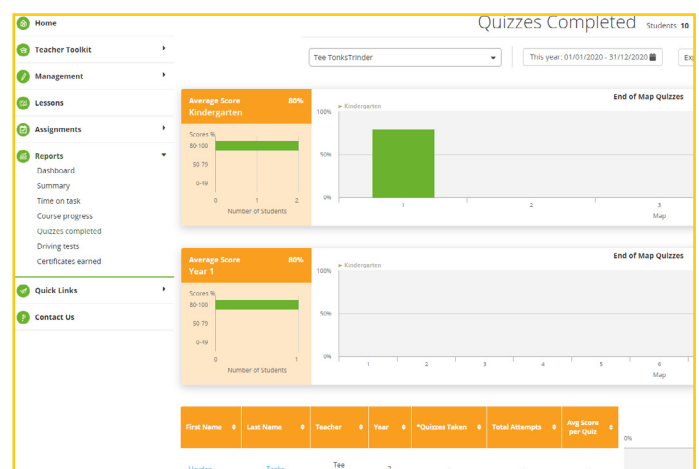 Home
Teacher Toolkit
Management
Lessons
Assignments
Reports
Dashboard
Summary
Time on task
Course progress
Quizzes completed
Driving tests
Certificates earned
Quick Links
Contact Us
Quizzes Completed Students 10
Tee TonksTrinder
This year: 01/01/2020 - 31/12/2020
Average Score 80%
Kindergarten
Scores %
80-100
50-79
0-49
0 1 2
Number of Students
End of Map Quizzes
Kindergarten
100%
50%
0%
1 2 3
Map
Average Score 80%
Year 1
Scores %
80-100
50-79
0-49
0 1
Number of Students
End of Map Quizzes
Kindergarten
100%
50%
0%
1 2 3 4 5 6
Map
First Name Last Name Teacher Year *Quizzes Taken Total Attempts Avg Score per Quiz
0%
Tee